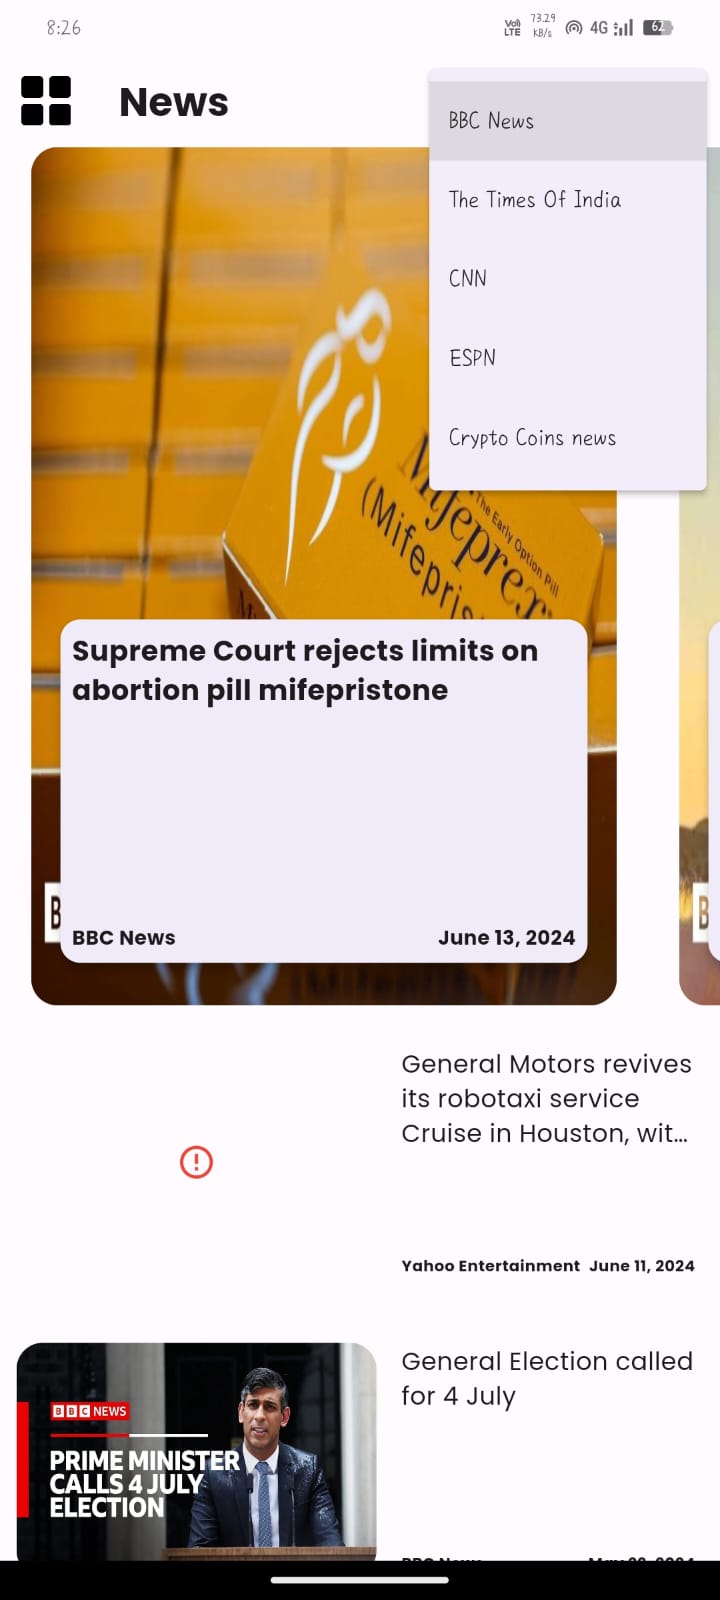 8:26
Vo)
LTE
73.29
KB/s
4G
62
News
BBC News
The Times Of India
CNN
ESPN
Crypto Coins news
The Early Option Pill
Mifeprex
(Mifepris
Supreme Court rejects limits on
abortion pill mifepristone
B
B
BBC News June 13, 2024
General Motors revives
its robotaxi service
Cruise in Houston, wit...
Yahoo Entertainment June 11, 2024
General Election called
for 4 July
BBC NEWS
PRIME MINISTER
CALLS 4 JULY
ELECTION